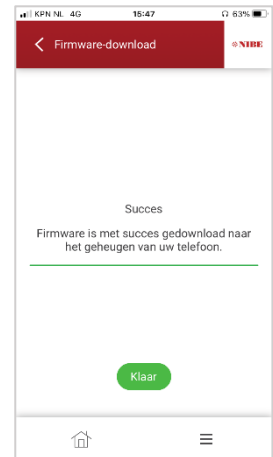 KPN NL 4G 15:47 63%
Firmware-download
NIBE
Succes
Firmware is met succes gedownload naar
het geheugen van uw telefoon.
Klaar